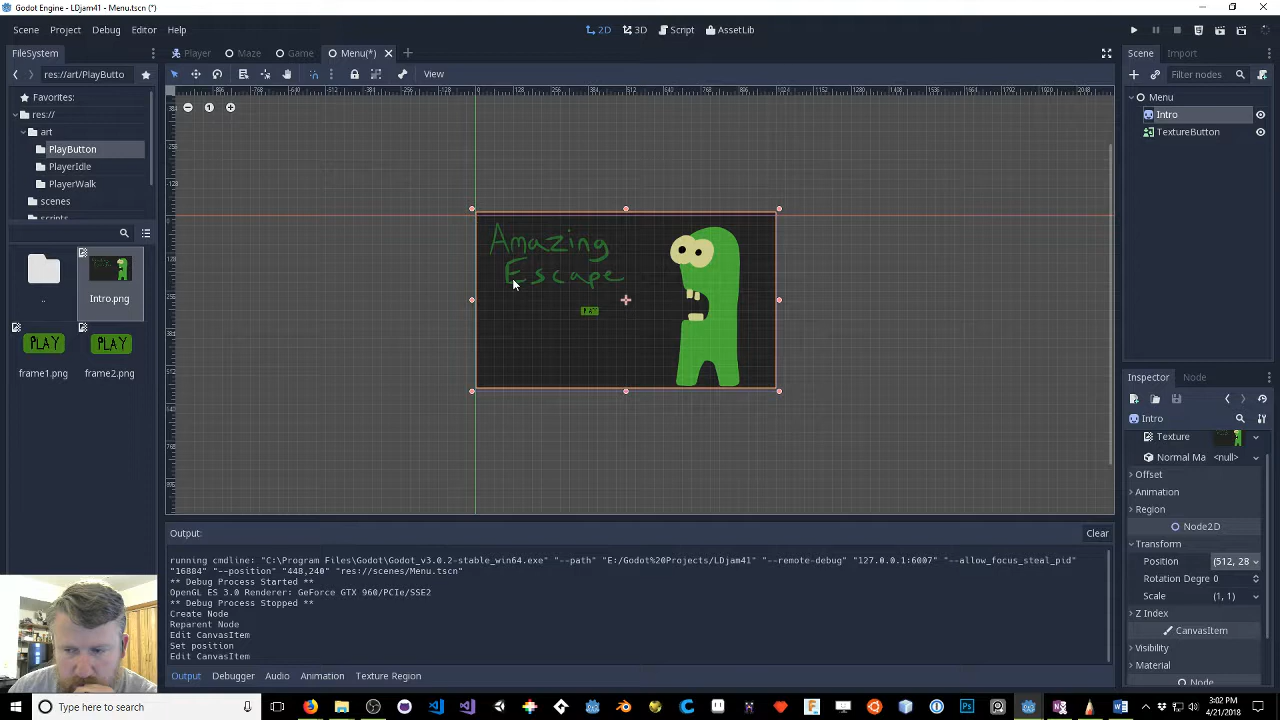 Godot Engine - LDjam41 - Menu.tscn (*)
Scene Project Debug Editor Help
2D 3D Script AssetLib
FileSystem
Player Maze Game Menu(*)
Scene Import
res://art/PlayButto
View
Filter nodes
Favorites:
res://
art
PlayButton
PlayerIdle
PlayerWalk
scenes
scripts
Menu
Intro
TextureButton
Amazing
Escape
PLAY
..
Intro.png
PLAY
PLAY
frame1.png
frame2.png
Inspector Node
Intro
Texture
Normal Ma <null>
Offset
Animation
Region
Node2D
Transform
Position (512, 28
Rotation Degre 0
Scale (1, 1)
Z Index
CanvasItem
Visibility
Material
Node
Output:
Clear
running cmdline: "C:\Program Files\Godot\Godot_v3.0.2-stable_win64.exe" "--path" "E:/Godot%20Projects/LDjam41" "--remote-debug" "127.0.0.1:6007" "--allow_focus_steal_pid"
"16804" "--position" "448,240" "res://scenes/Menu.tscn"
** Debug Process Started **
OpenGL ES 3.0 Renderer: GeForce GTX 960/PCIe/SSE2
** Debug Process Stopped **
Create Node
Reparent Node
Edit CanvasItem
Set position
Edit CanvasItem
Output Debugger Audio Animation Texture Region
Type here to search
3:02 PM
4/21/2018